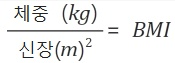 체중 (kg)
신장(m)² = BMI